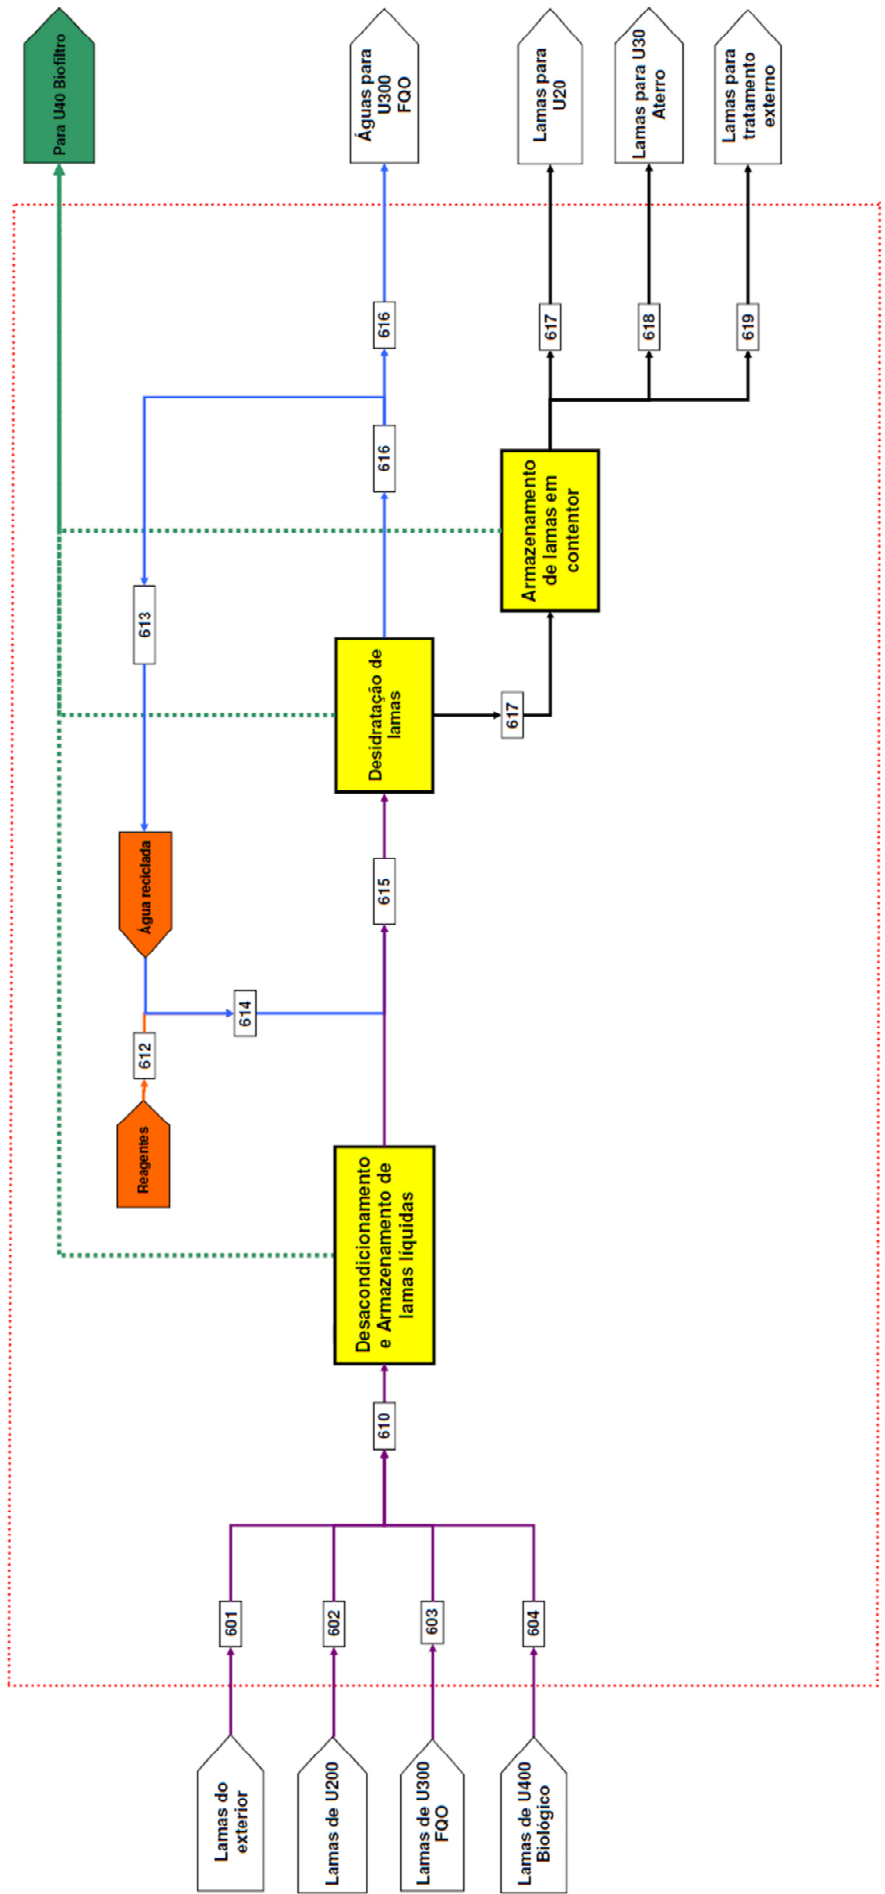 Para U40 Biofiltro
Reagentes
612
Água reciclada
613
614
Lamas do
exterior
601
Lamas de U200
602
Lamas de U300
FQO
603
Lamas de U400
Biológico
604
610
Desacondicionamento
e Armazenamento de
lamas líquidas
615
Desidratação de
lamas
616
616
Águas para
U300
FQO
617
Armazenamento
de lamas em
contentor
617
Lamas para
U20
618
Lamas para U30
Aterro
619
Lamas para
tratamento
externo